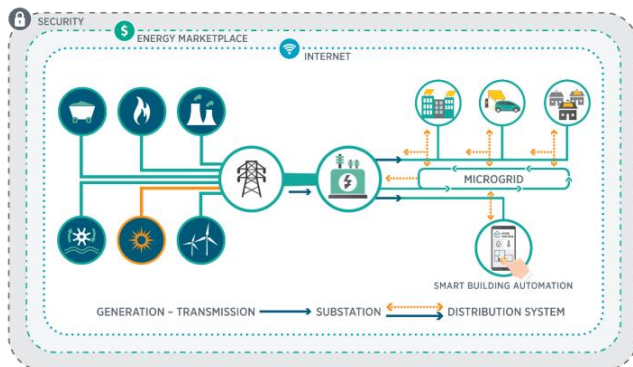 SECURITY
$ ENERGY MARKETPLACE
INTERNET
MICROGRID
SMART BUILDING AUTOMATION
GENERATION – TRANSMISSION SUBSTATION DISTRIBUTION SYSTEM